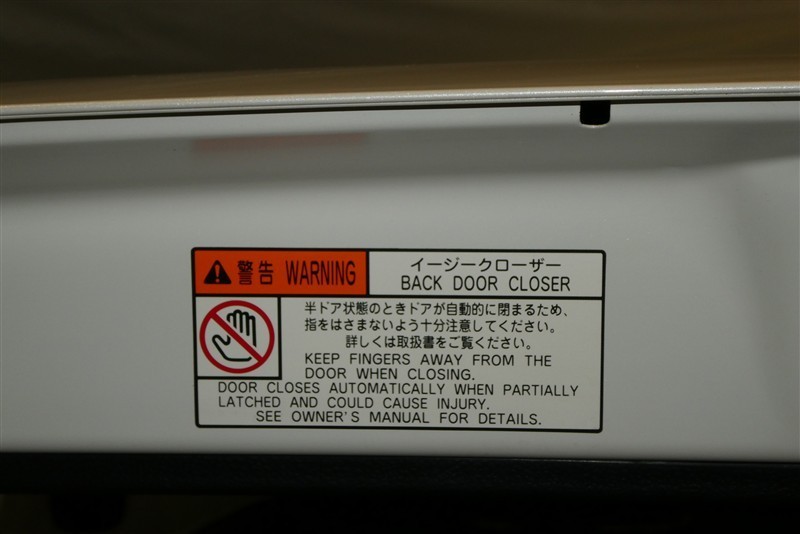 警告 WARNING
イージークローザー
BACK DOOR CLOSER
半ドア状態のときドアが自動的に閉まるため、
指をはさまないよう十分注意してください。
詳しくは取扱書をご覧ください。
KEEP FINGERS AWAY FROM THE
DOOR WHEN CLOSING.
DOOR CLOSES AUTOMATICALLY WHEN PARTIALLY
LATCHED AND COULD CAUSE INJURY.
SEE OWNER'S MANUAL FOR DETAILS.